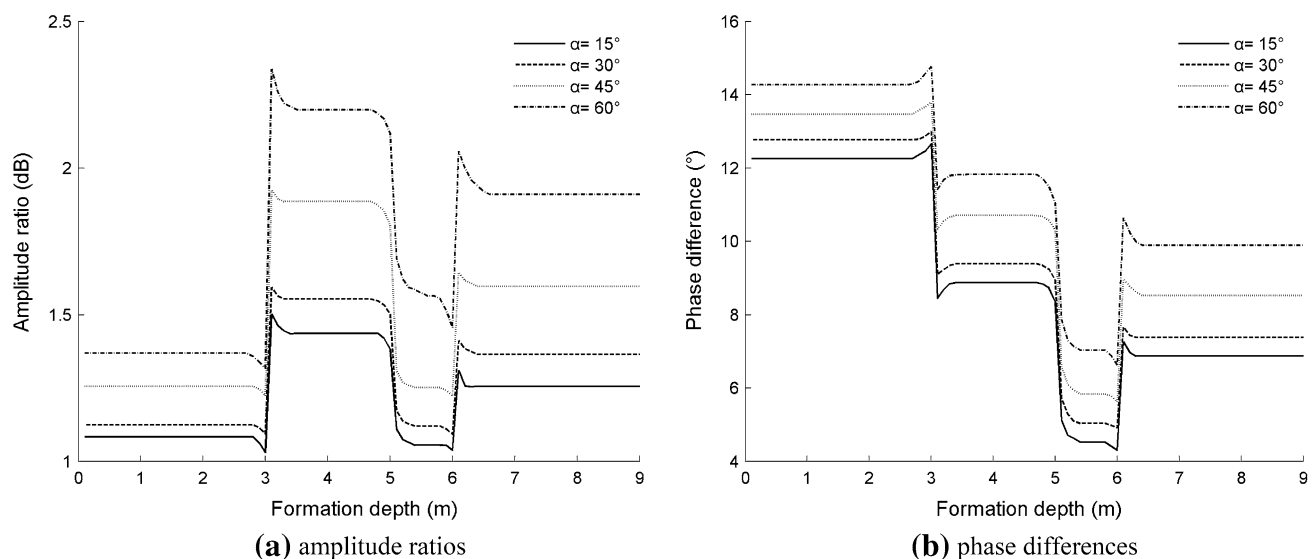 2.5
2
1.5
1
Amplitude ratio (dB)
α= 15°
α= 30°
α= 45°
α= 60°
0 1 2 3 4 5 6 7 8 9
Formation depth (m)
(a) amplitude ratios
16
14
12
10
8
6
4
Phase difference (°)
α= 15°
α= 30°
α= 45°
α= 60°
0 1 2 3 4 5 6 7 8 9
Formation depth (m)
(b) phase differences